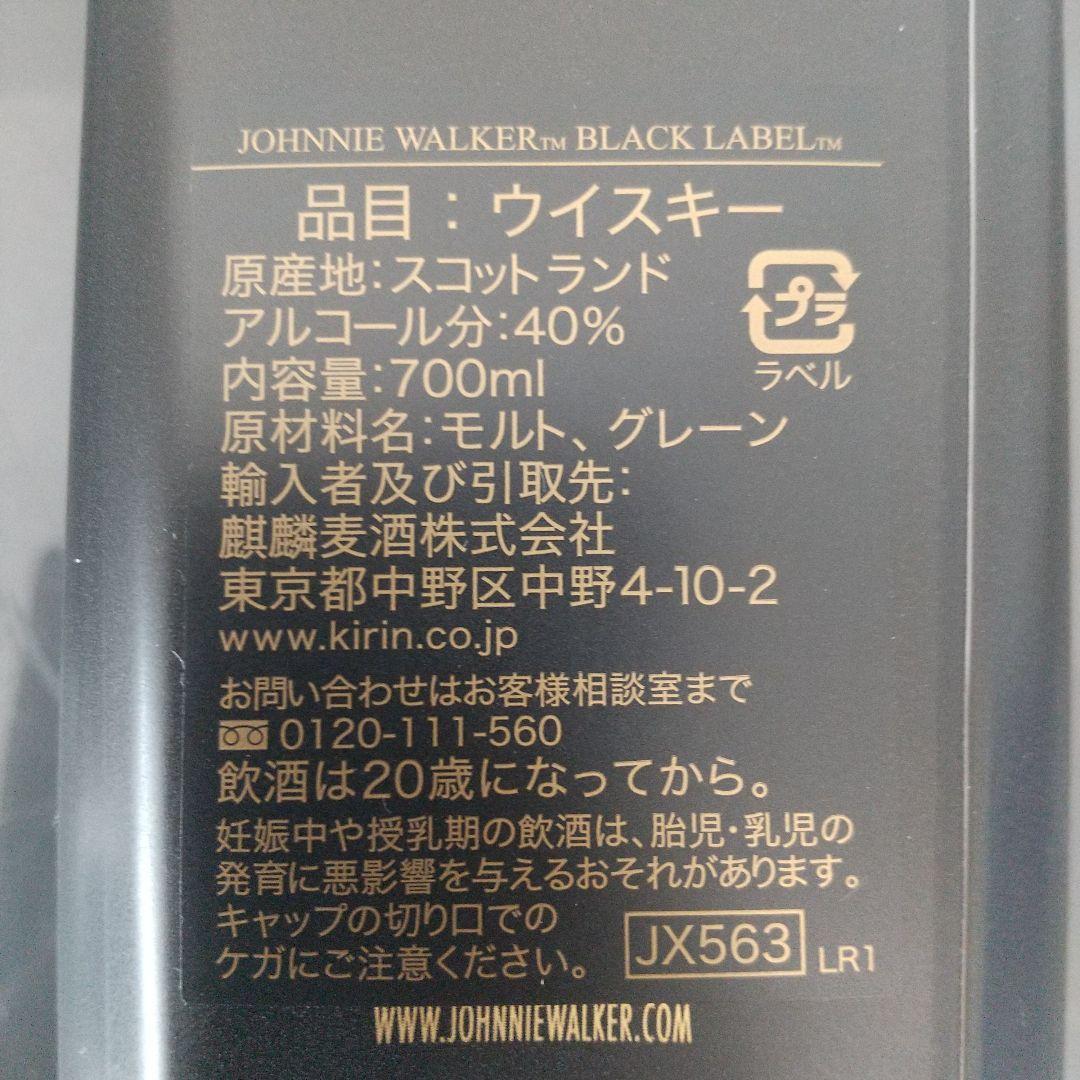 JOHNNIE WALKER™ BLACK LABEL™
品目：ウイスキー
原産地：スコットランド
アルコール分：40%
内容量：700ml
プラ
ラベル
原材料名：モルト、グレーン
輸入者及び引取先：
麒麟麦酒株式会社
東京都中野区中野4-10-2
www.kirin.co.jp
お問い合わせはお客様相談室まで
0120-111-560
飲酒は20歳になってから。
妊娠中や授乳期の飲酒は、胎児・乳児の
発育に悪影響を与えるおそれがあります。
キャップの切り口での
ケガにご注意ください。
JX563 LR1
WWW.JOHNNIEWALKER.COM